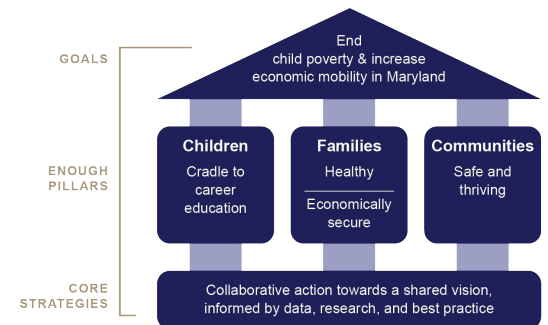 GOALS
End
child poverty & increase
economic mobility in Maryland
ENOUGH
PILLARS
Children
Cradle to
career
education
Families
Healthy
Economically
secure
Communities
Safe and
thriving
CORE
STRATEGIES
Collaborative action towards a shared vision,
informed by data, research, and best practice